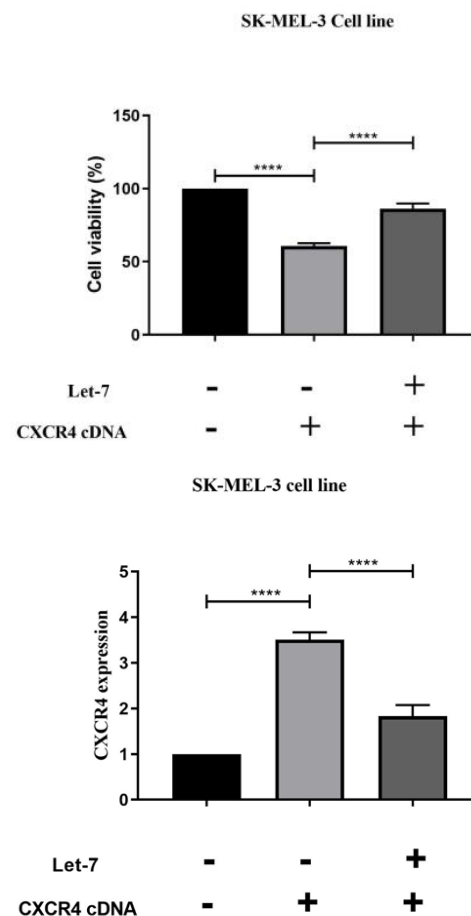 SK-MEL-3 Cell line
Cell viability (%)
150
100
50
0
****
****
Let-7 - - +
CXCR4 cDNA - + +
SK-MEL-3 cell line
CXCR4 expression
5
4
3
2
1
0
****
****
Let-7 - - +
CXCR4 cDNA - + +